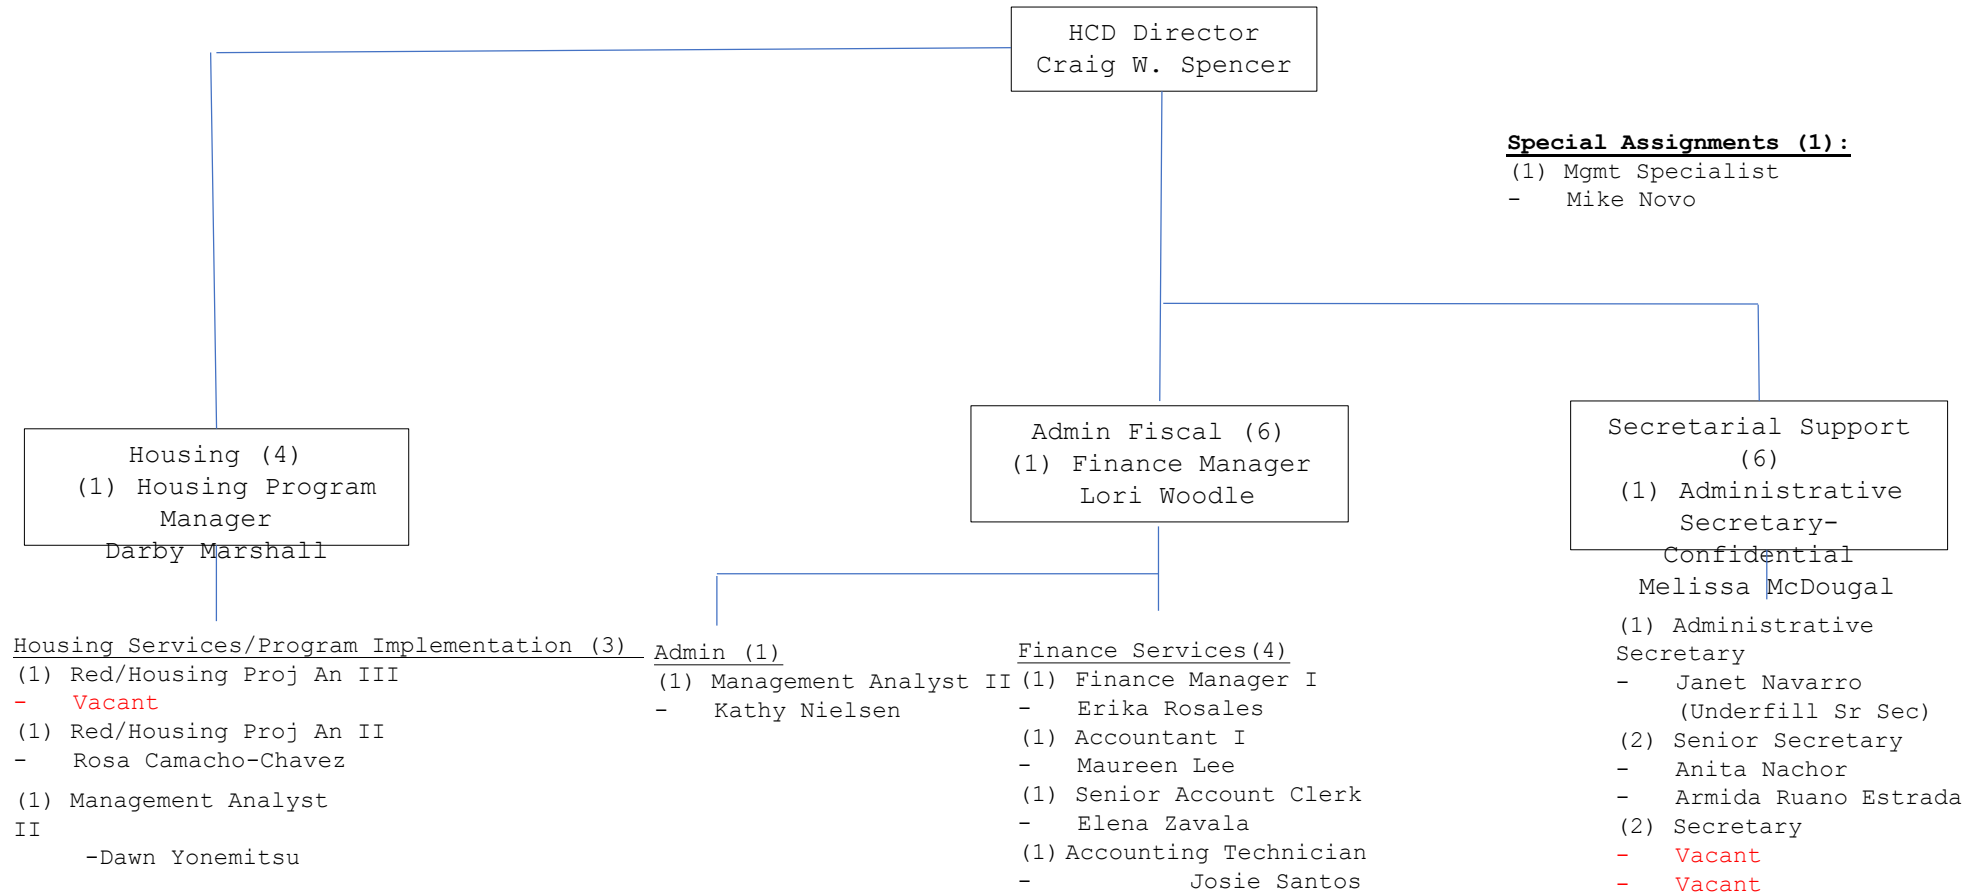 HCD Director
Craig W. Spencer
Special Assignments (1):
(1) Mgmt Specialist
- Mike Novo
Housing (4)
(1) Housing Program
Manager
Darby Marshall
Admin Fiscal (6)
(1) Finance Manager
Lori Woodle
Secretarial Support
(6)
(1) Administrative
Secretary-
Confidential
Melissa McDougal
Housing Services/Program Implementation (3)
(1) Red/Housing Proj An III
- Vacant
(1) Red/Housing Proj An II
- Rosa Camacho-Chavez
(1) Management Analyst
II
-Dawn Yonemitsu
Admin (1)
(1) Management Analyst II
- Kathy Nielsen
Finance Services(4)
(1) Finance Manager I
- Erika Rosales
(1) Accountant I
- Maureen Lee
(1) Senior Account Clerk
- Elena Zavala
(1) Accounting Technician
- Josie Santos
(1) Administrative
Secretary
- Janet Navarro
(Underfill Sr Sec)
(2) Senior Secretary
- Anita Nachor
- Armida Ruano Estrada
(2) Secretary
- Vacant
- Vacant